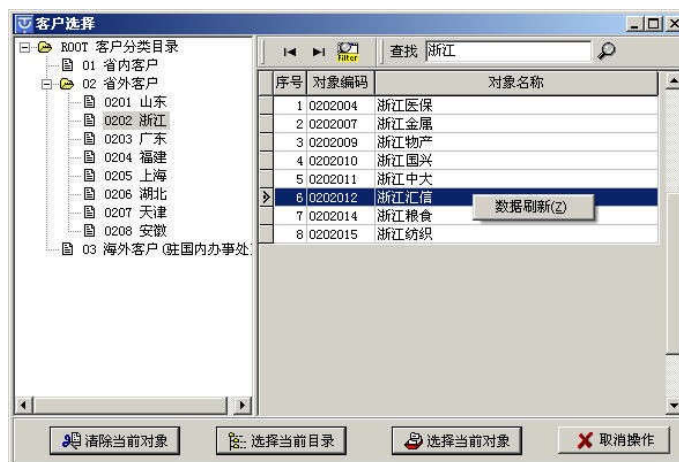 客户选择
ROOT 客户分类目录
01 省内客户
02 省外客户
0201 山东
0202 浙江
0203 广东
0204 福建
0205 上海
0206 湖北
0207 天津
0208 安徽
03 海外客户(驻国内办事处
Filter 查找 浙江
序号 对象编码 对象名称
1 0202004 浙江医保
2 0202007 浙江金属
3 0202009 浙江物产
4 0202010 浙江国兴
5 0202011 浙江中大
6 0202012 浙江汇信
7 0202014 浙江粮食
8 0202015 浙江纺织
数据刷新(Z)
清除当前对象 选择当前目录 选择当前对象 取消操作